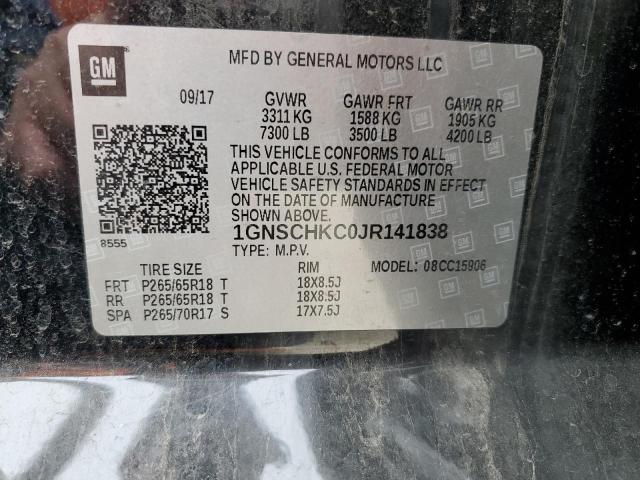 GM
MFD BY GENERAL MOTORS LLC
09/17 GVWR GAWR FRT GAWR RR
3311 KG 1588 KG 1905 KG
7300 LB 3500 LB 4200 LB
THIS VEHICLE CONFORMS TO ALL
APPLICABLE U.S. FEDERAL MOTOR
VEHICLE SAFETY STANDARDS IN EFFECT
ON THE DATE OF MANUFACTURE
SHOWN ABOVE.
8555
1GNSCHKC0JR141838
TYPE: M.P.V.
TIRE SIZE RIM MODEL: 08CC15906
FRT P265/65R18 T 18X8.5J
RR P265/65R18 T 18X8.5J
SPA P265/70R17 S 17X7.5J